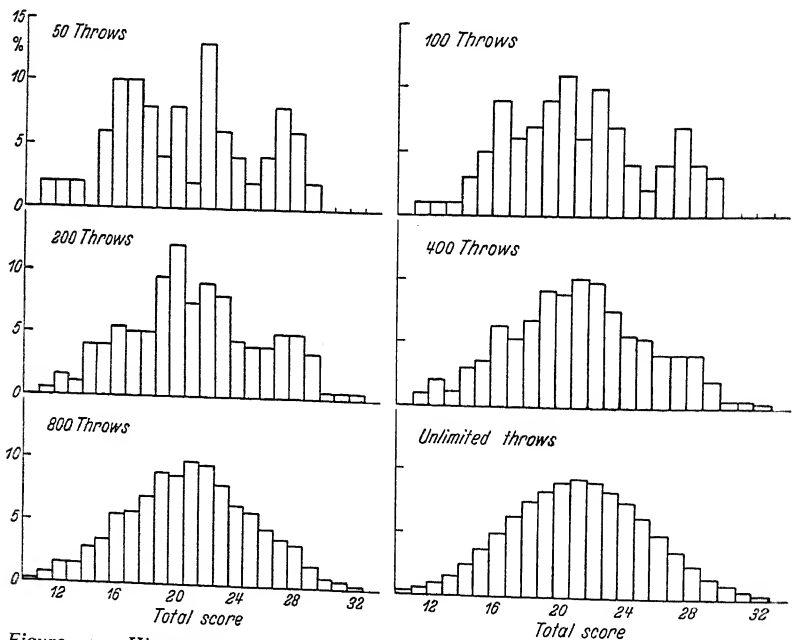 15
%
10
5
0
50 Throws
100 Throws
10
5
0
200 Throws
400 Throws
10
5
0
800 Throws
Unlimited throws
12 16 20 24 28 32
Total score
12 16 20 24 28 32
Total score
Figure